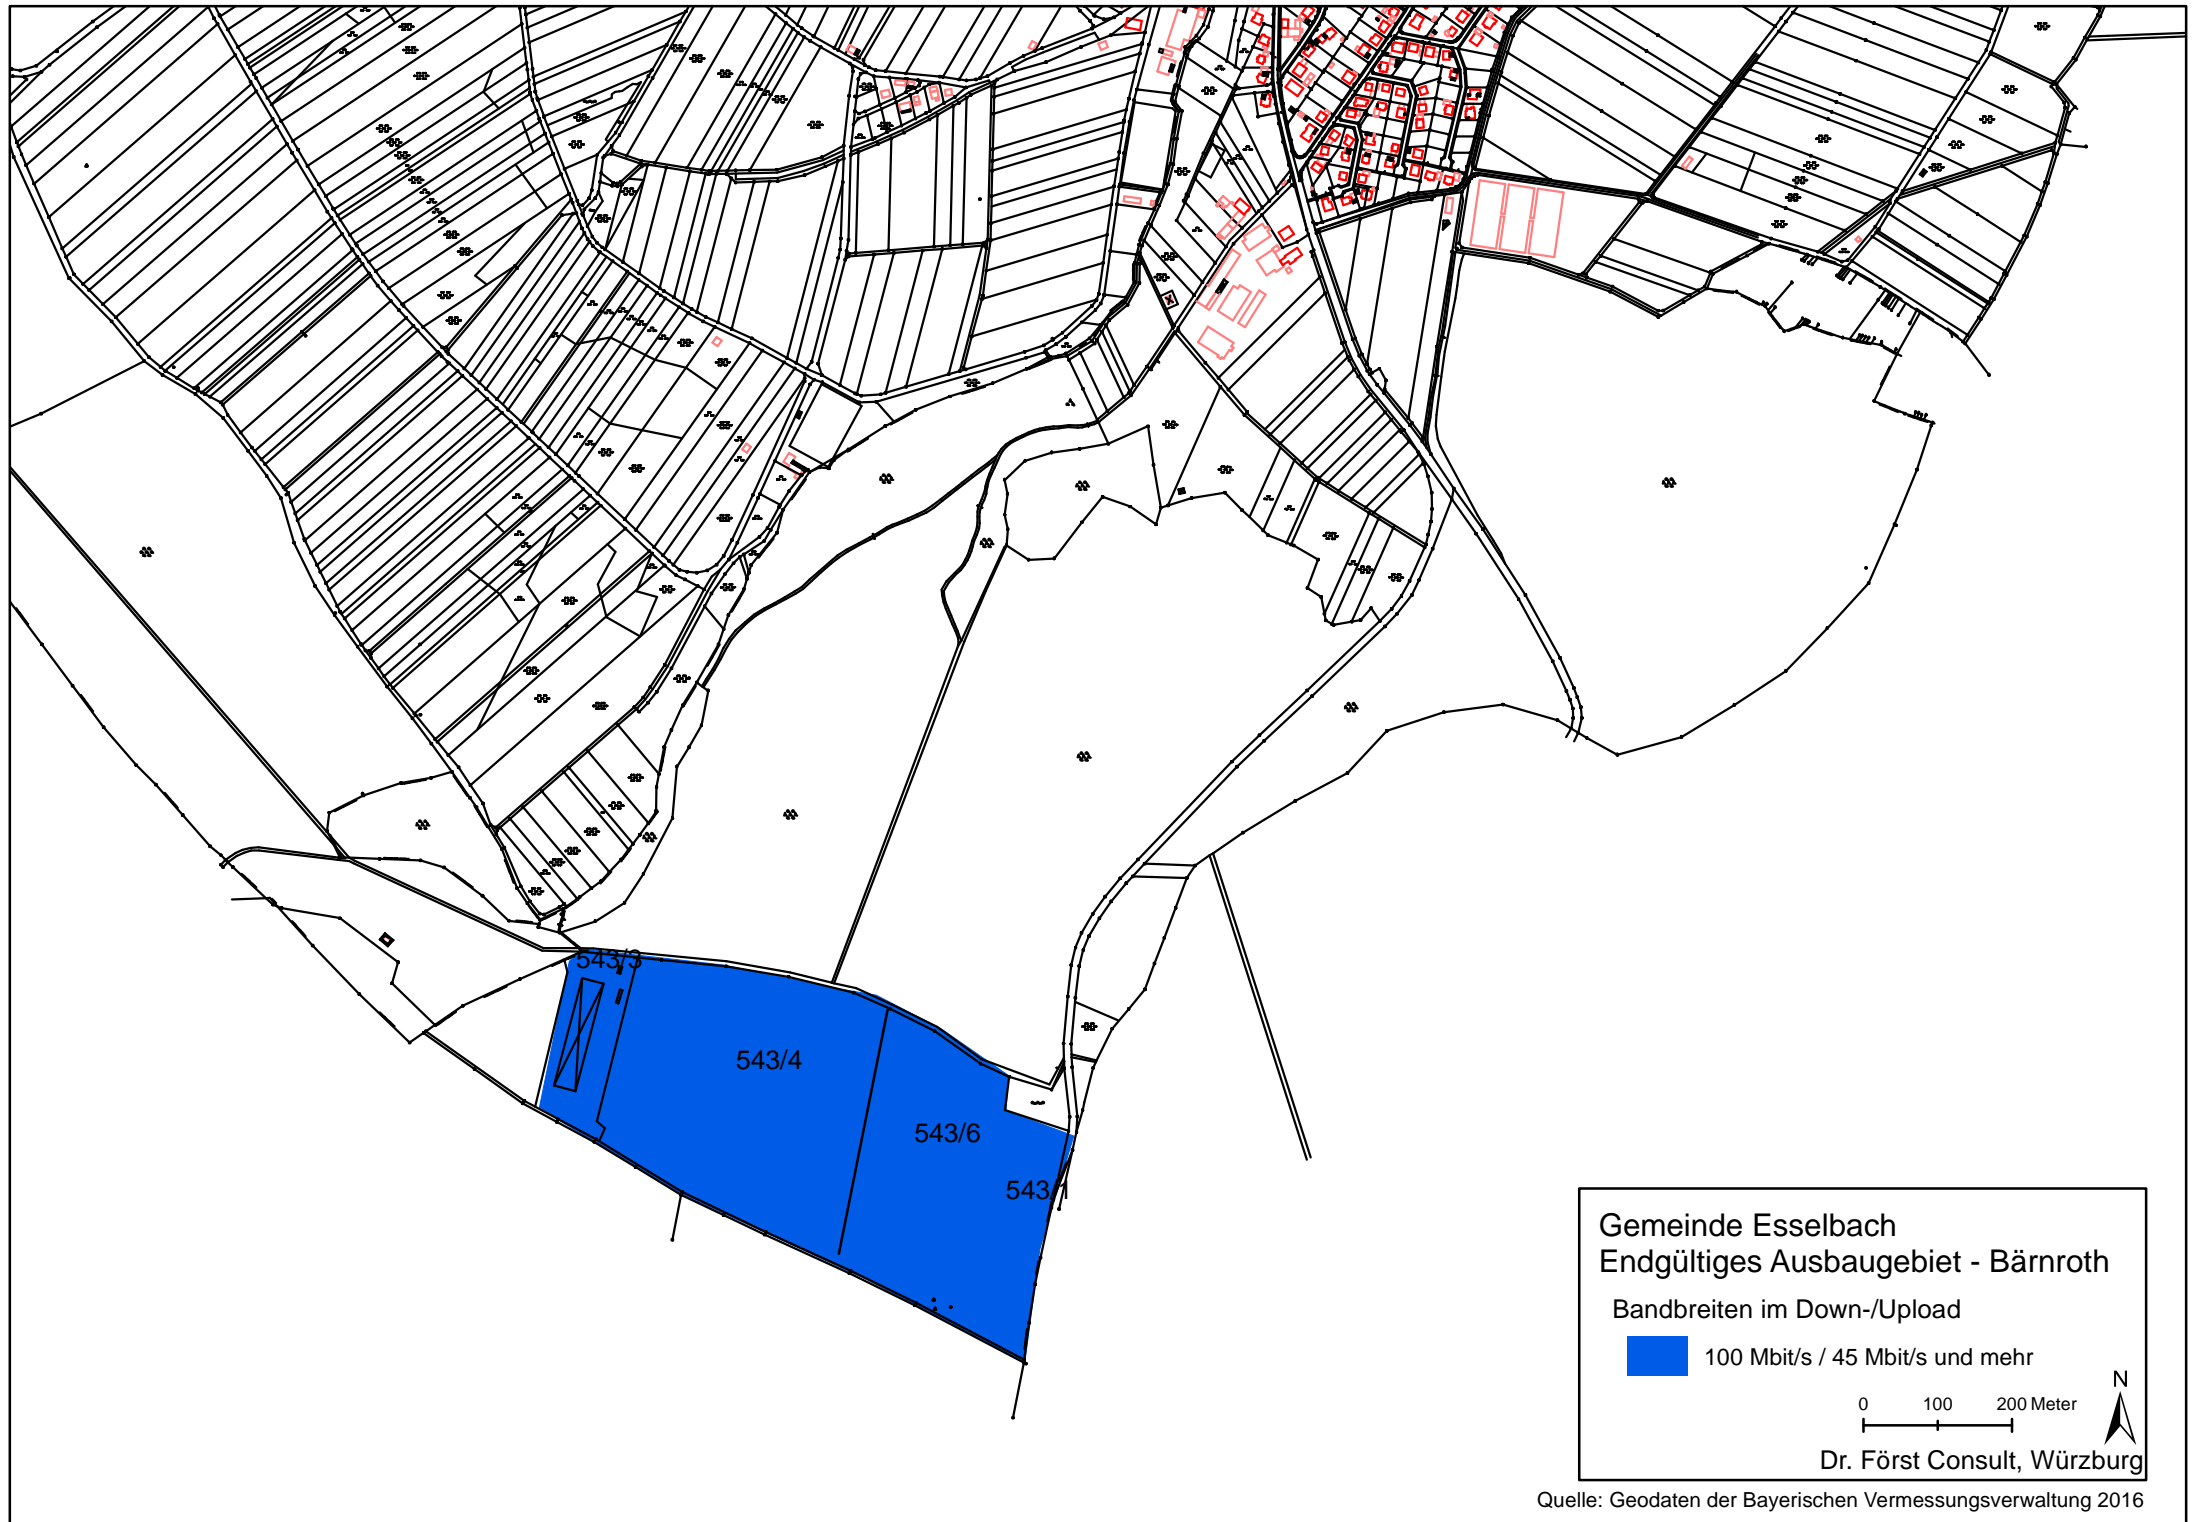 543/3
543/4
543/6
543
Gemeinde Esselbach
Endgültiges Ausbaugebiet - Bärnroth
Bandbreiten im Down-/Upload
100 Mbit/s / 45 Mbit/s und mehr
N
0 100 200 Meter
Dr. Först Consult, Würzburg
Quelle: Geodaten der Bayerischen Vermessungsverwaltung 2016